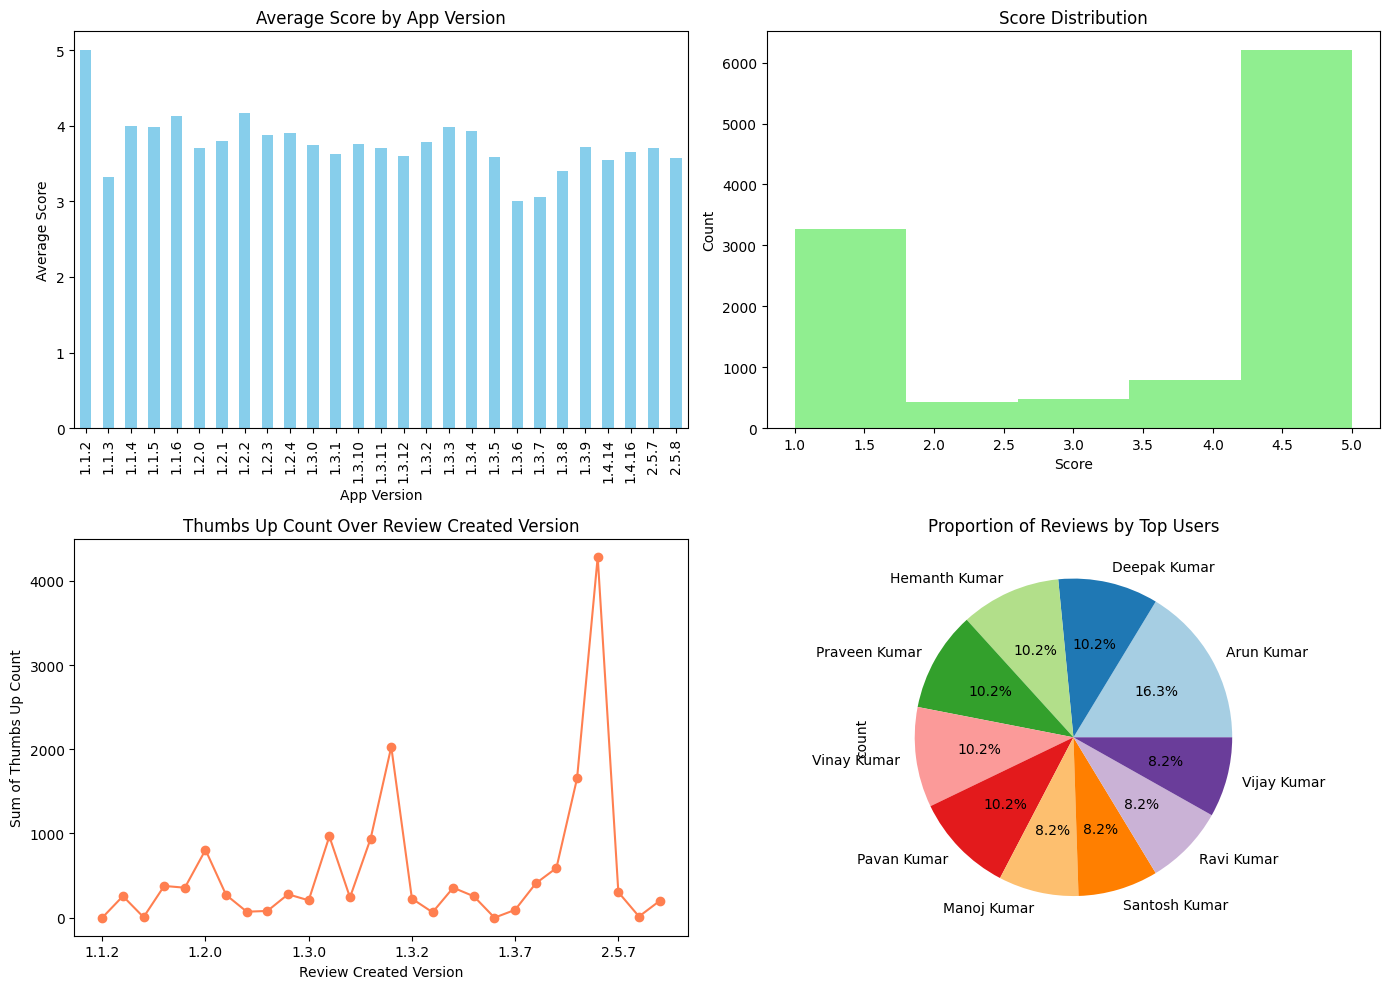 Average Score by App Version
Average Score
5
4
3
2
1
0
1.1.2
1.1.3
1.1.4
1.1.5
1.1.6
1.2.0
1.2.1
1.2.2
1.2.3
1.2.4
1.3.0
1.3.1
1.3.10
1.3.11
1.3.12
1.3.2
1.3.3
1.3.4
1.3.5
1.3.6
1.3.7
1.3.8
1.3.9
1.4.14
1.4.16
2.5.7
2.5.8
App Version
Score Distribution
Count
6000
5000
4000
3000
2000
1000
0
1.0 1.5 2.0 2.5 3.0 3.5 4.0 4.5 5.0
Score
Thumbs Up Count Over Review Created Version
Sum of Thumbs Up Count
4000
3000
2000
1000
0
1.1.2 1.2.0 1.3.0 1.3.2 1.3.7 2.5.7
Review Created Version
Proportion of Reviews by Top Users
count
Arun Kumar
16.3%
Deepak Kumar
10.2%
Hemanth Kumar
10.2%
Praveen Kumar
10.2%
Vinay Kumar
10.2%
Pavan Kumar
10.2%
Manoj Kumar
8.2%
Santosh Kumar
8.2%
Ravi Kumar
8.2%
Vijay Kumar
8.2%